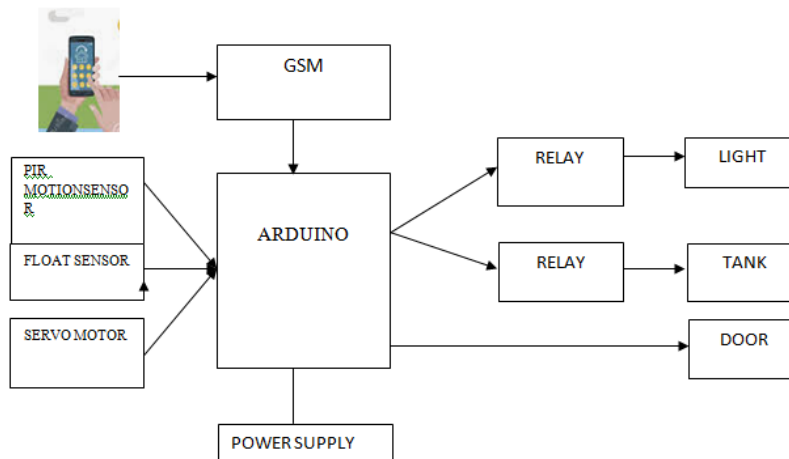 GSM
PIR
MOTIONSENSO
R
FLOAT SENSOR
SERVO MOTOR
ARDUINO
RELAY
LIGHT
RELAY
TANK
DOOR
POWER SUPPLY